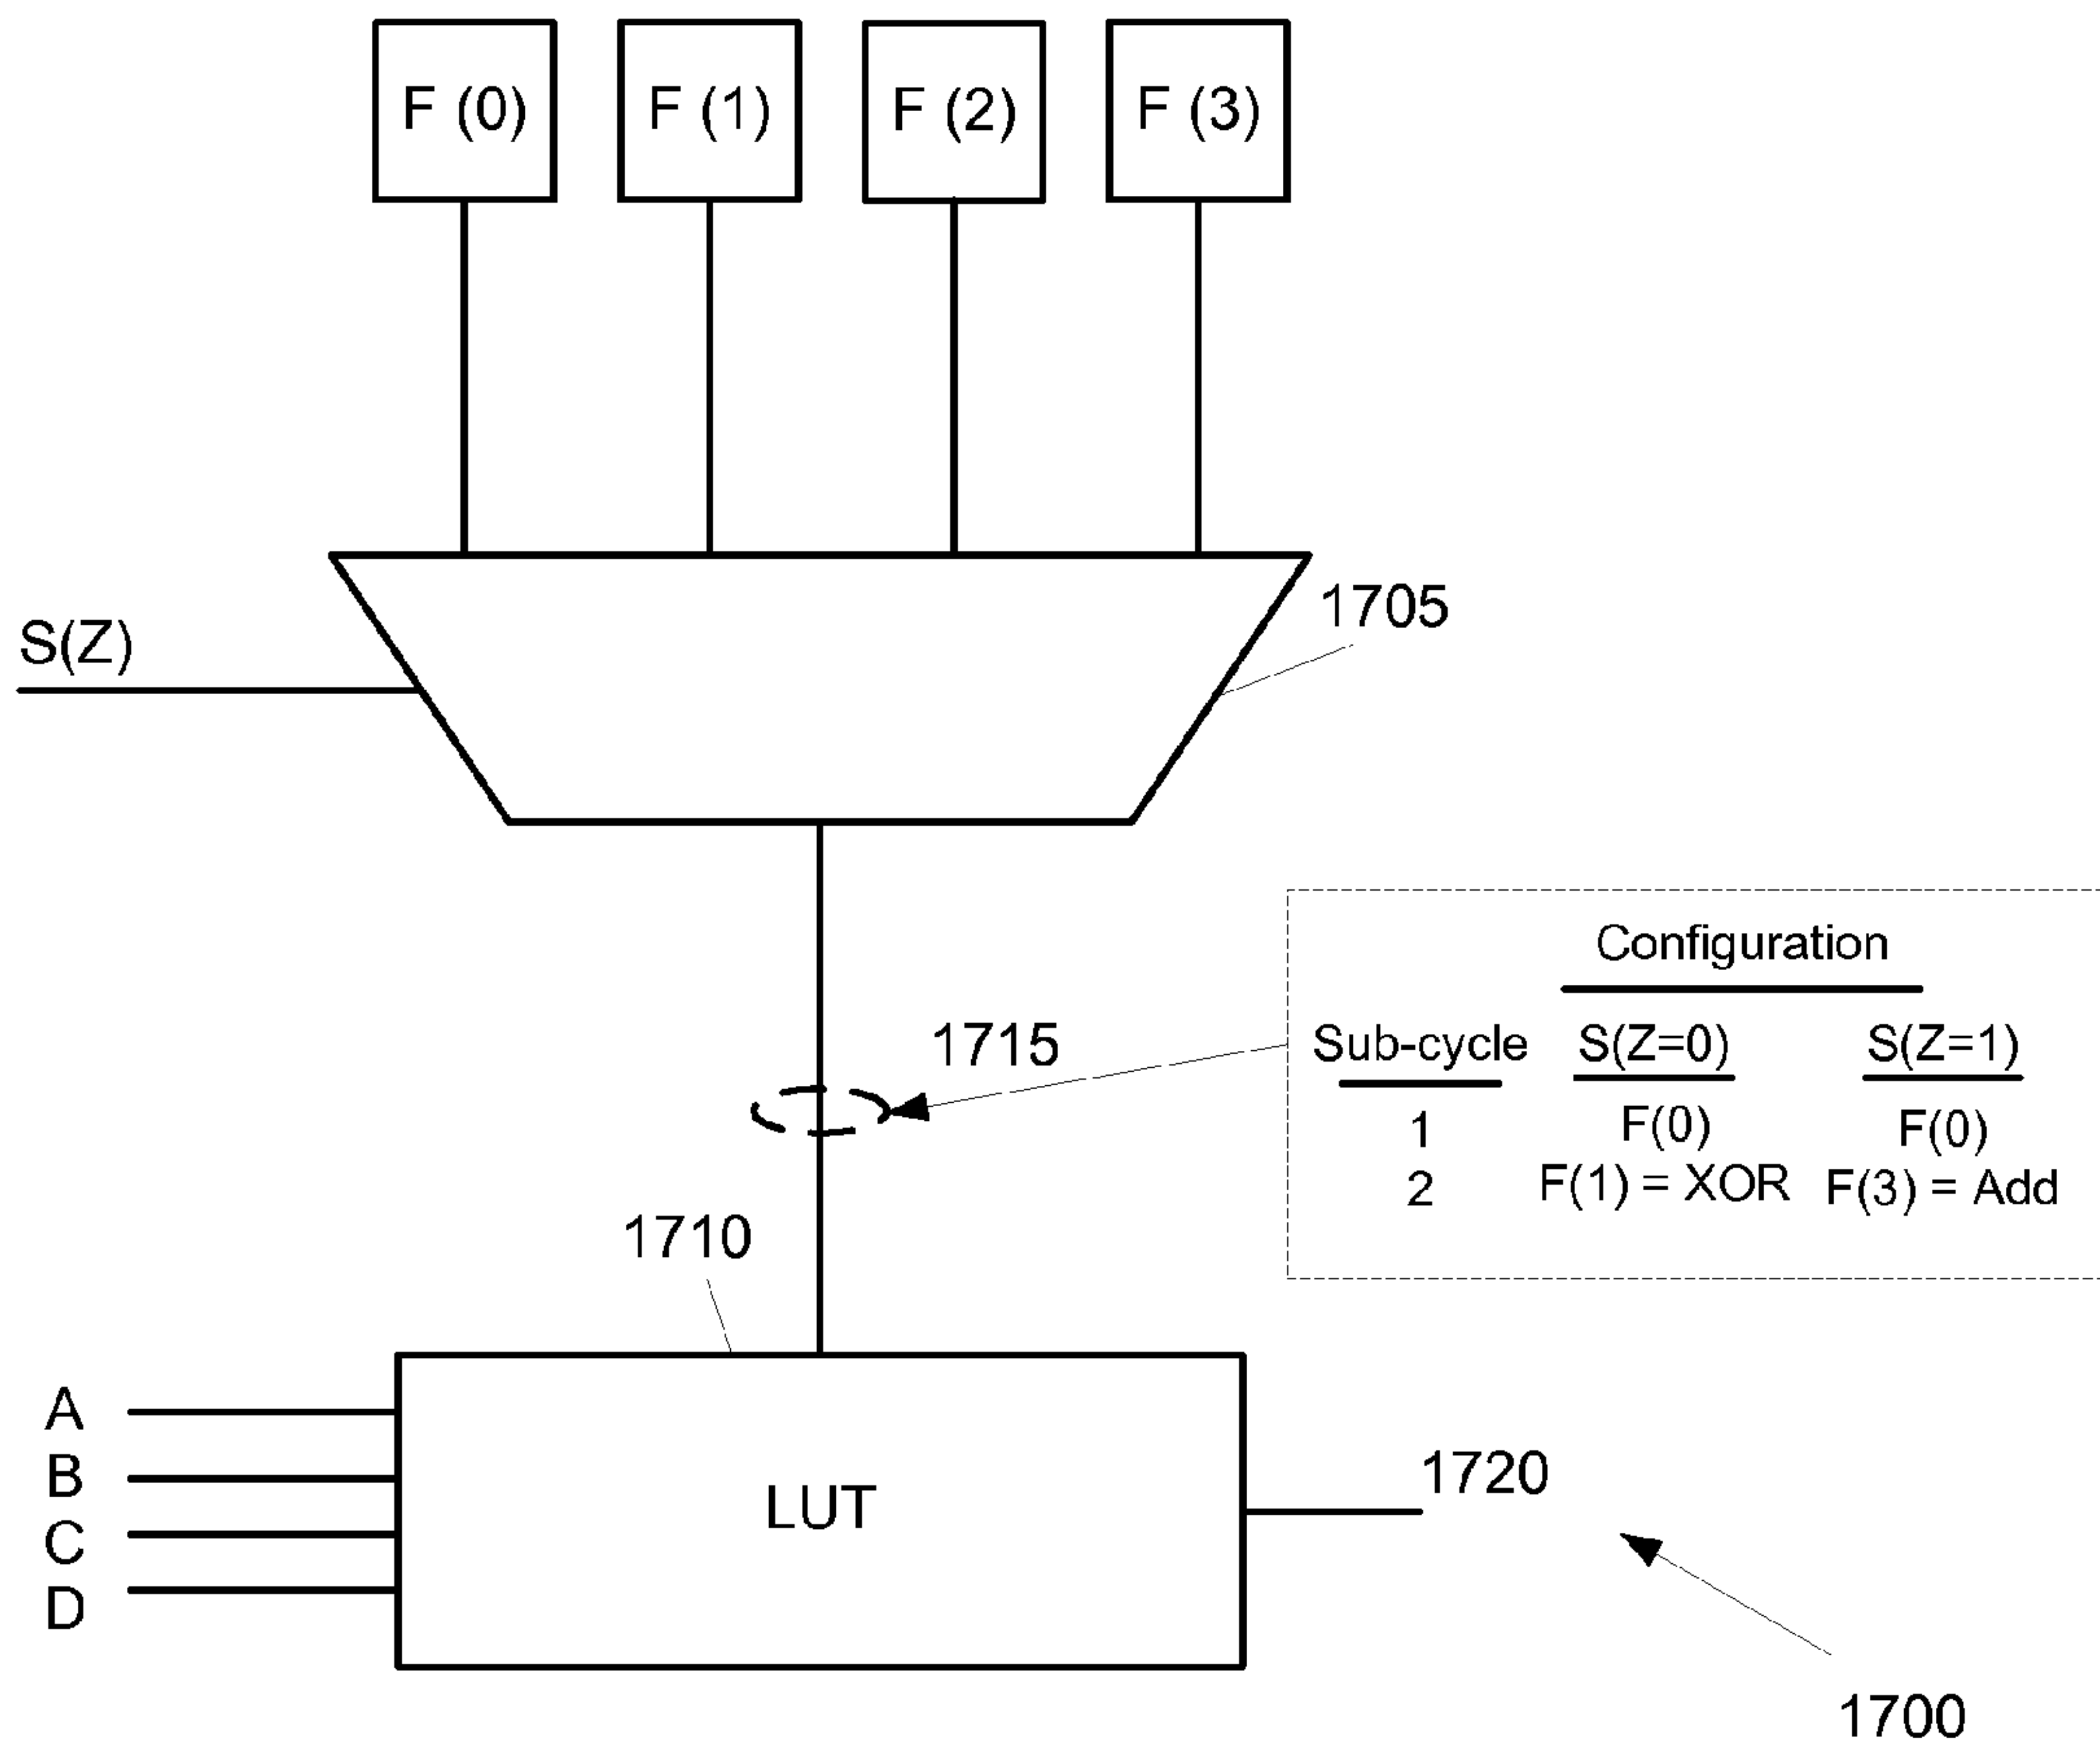 F (0) F (1) F (2) F (3)
1705
S(Z)
Configuration
1715
Sub-cycle S(Z=0) S(Z=1)
1 F(0) F(0)
2 F(1) = XOR F(3) = Add
1710
A
B
C
D
LUT
1720
1700